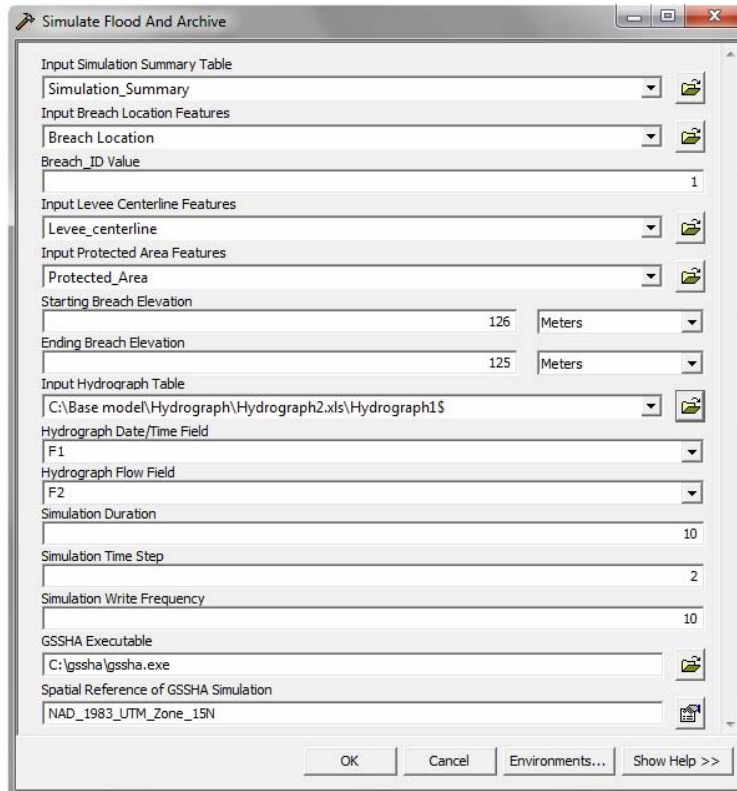 Simulate Flood And Archive
Input Simulation Summary Table
Simulation_Summary
Input Breach Location Features
Breach Location
Breach_ID Value
1
Input Levee Centerline Features
Levee_centerline
Input Protected Area Features
Protected_Area
Starting Breach Elevation
126 Meters
Ending Breach Elevation
125 Meters
Input Hydrograph Table
C:\Base model\Hydrograph\Hydrograph2.xls\Hydrograph1$
Hydrograph Date/Time Field
F1
Hydrograph Flow Field
F2
Simulation Duration
10
Simulation Time Step
2
Simulation Write Frequency
10
GSSHA Executable
C:\gssha\gssha.exe
Spatial Reference of GSSHA Simulation
NAD_1983_UTM_Zone_15N
OK Cancel Environments... Show Help >>